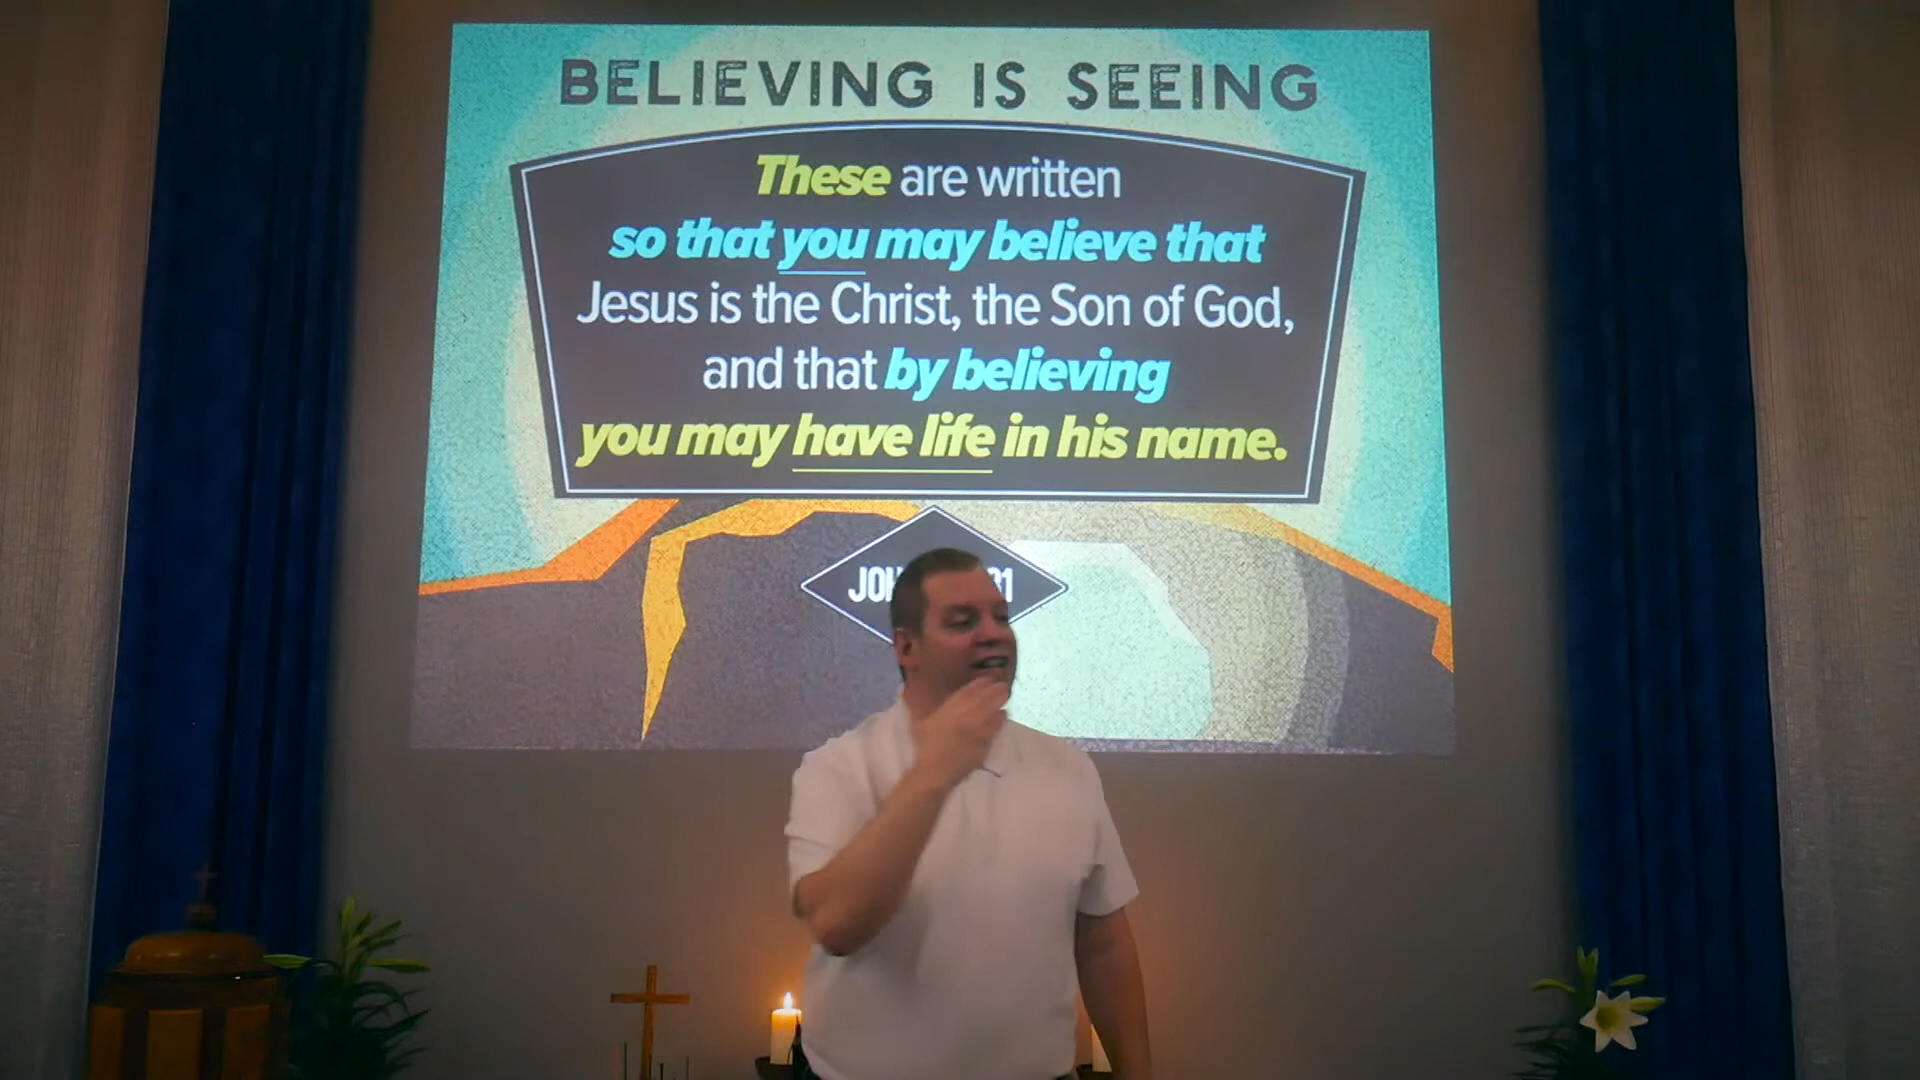 BELIEVING IS SEEING
These are written
so that you may believe that
Jesus is the Christ, the Son of God,
and that by believing
you may have life in his name.